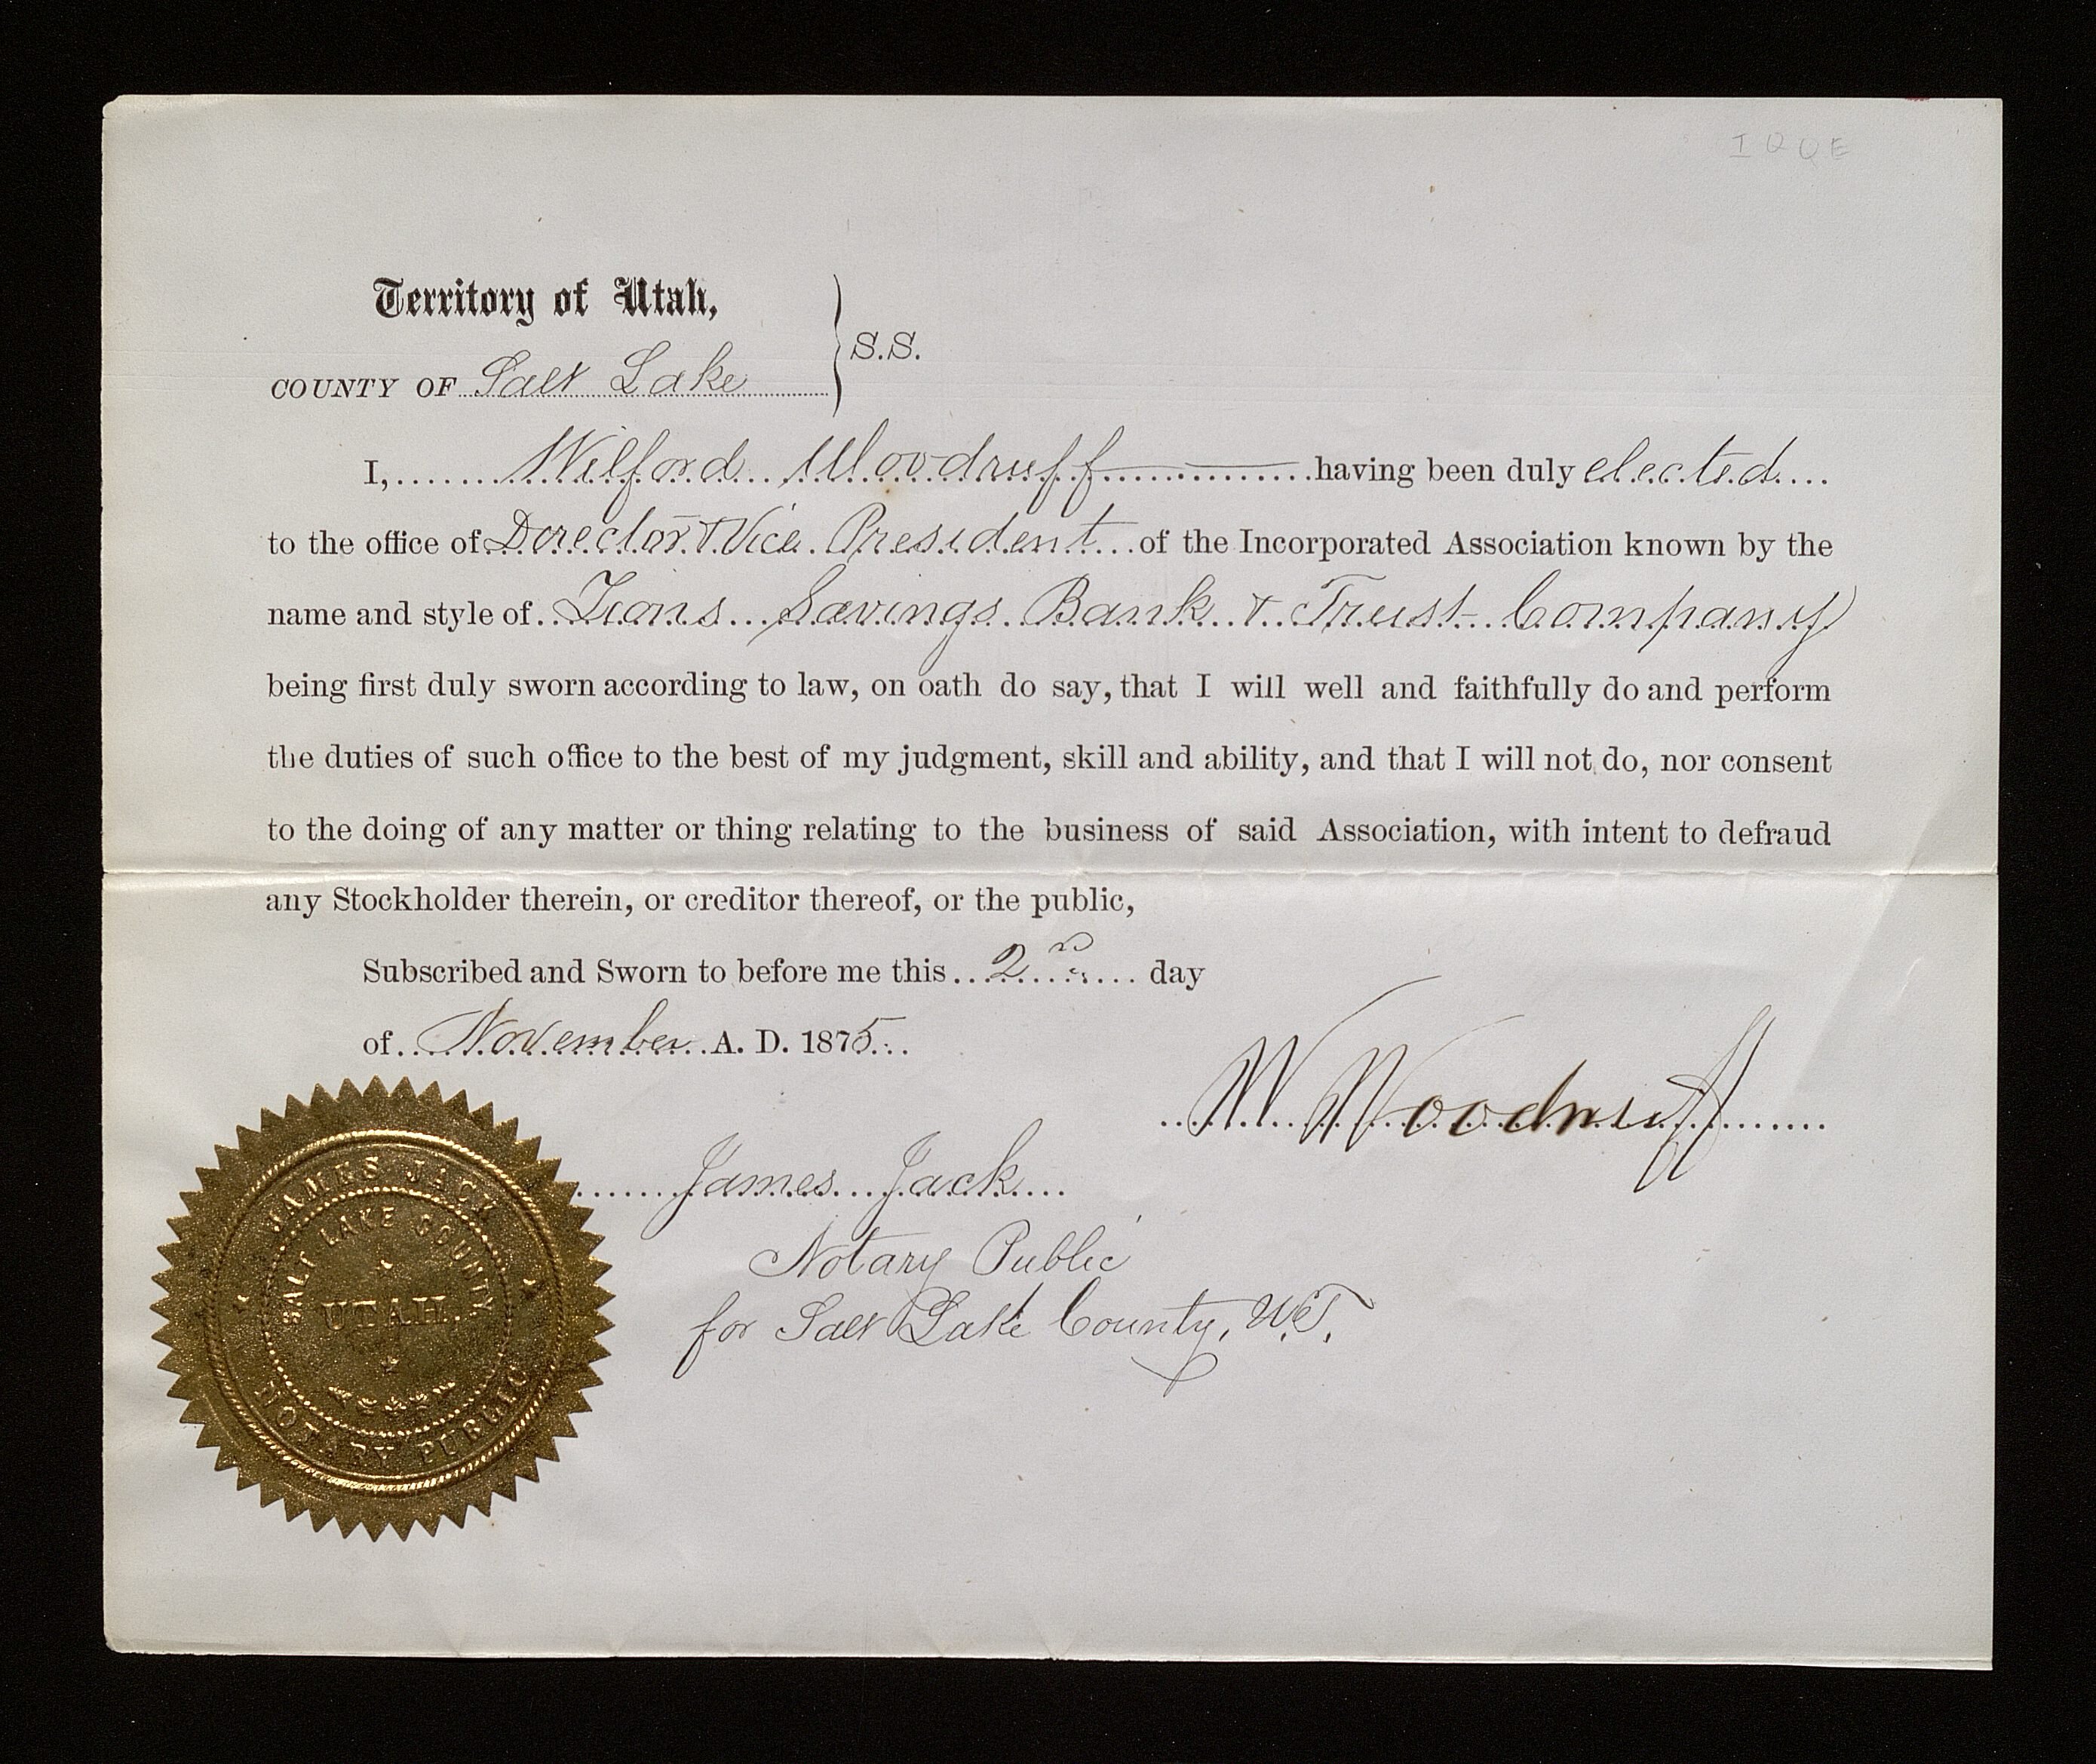 I Q Q E
Territory of Utah,
COUNTY OF Salt Lake
} S.S.
I, Wilford Woodruff having been duly elected
to the office of Director & Vice President of the Incorporated Association known by the
name and style of Zions Savings Bank & Trust Company
being first duly sworn according to law, on oath do say, that I will well and faithfully do and perform
the duties of such office to the best of my judgment, skill and ability, and that I will not do, nor consent
to the doing of any matter or thing relating to the business of said Association, with intent to defraud
any Stockholder therein, or creditor thereof, or the public,
Subscribed and Sworn to before me this 2nd day
of November A. D. 1875.
W Woodruff
James Jack
Notary Public
for Salt Lake County, U.T.
JAMES JACK
SALT LAKE COUNTY
UTAH.
NOTARY PUBLIC